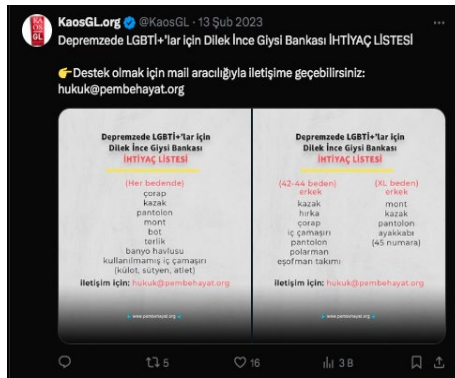 KaosGL.org @KaosGL · 13 Şub 2023
Depremzede LGBTİ+'lar için Dilek İnce Giysi Bankası İHTİYAÇ LİSTESİ
👉Destek olmak için mail aracılığıyla iletişime geçebilirsiniz:
hukuk@pembehayat.org
KAOS GL
Depremzede LGBTİ+'lar için
Dilek İnce Giysi Bankası
İHTİYAÇ LİSTESİ
(Her bedende)
çorap
kazak
pantolon
mont
bot
terlik
banyo havlusu
kullanılmamış iç çamaşırı
(külot, sütyen, atlet)
iletişim için: hukuk@pembehayat.org
www.pembehayat.org
Depremzede LGBTİ+'lar için
Dilek İnce Giysi Bankası
İHTİYAÇ LİSTESİ
(42-44 beden)
erkek
kazak
hırka
çorap
iç çamaşırı
pantolon
polarman
eşofman takımı
(XL beden)
erkek
mont
kazak
pantolon
ayakkabı
(45 numara)
iletişim için: hukuk@pembehayat.org
www.pembehayat.org
5
16
3 B